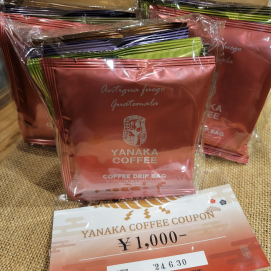 Antigua fuego
Guatemala
YANAKA
COFFEE
COFFEE DRIP BAG
YANAKA COFFEE COUPON
¥1,000-
24.6.30